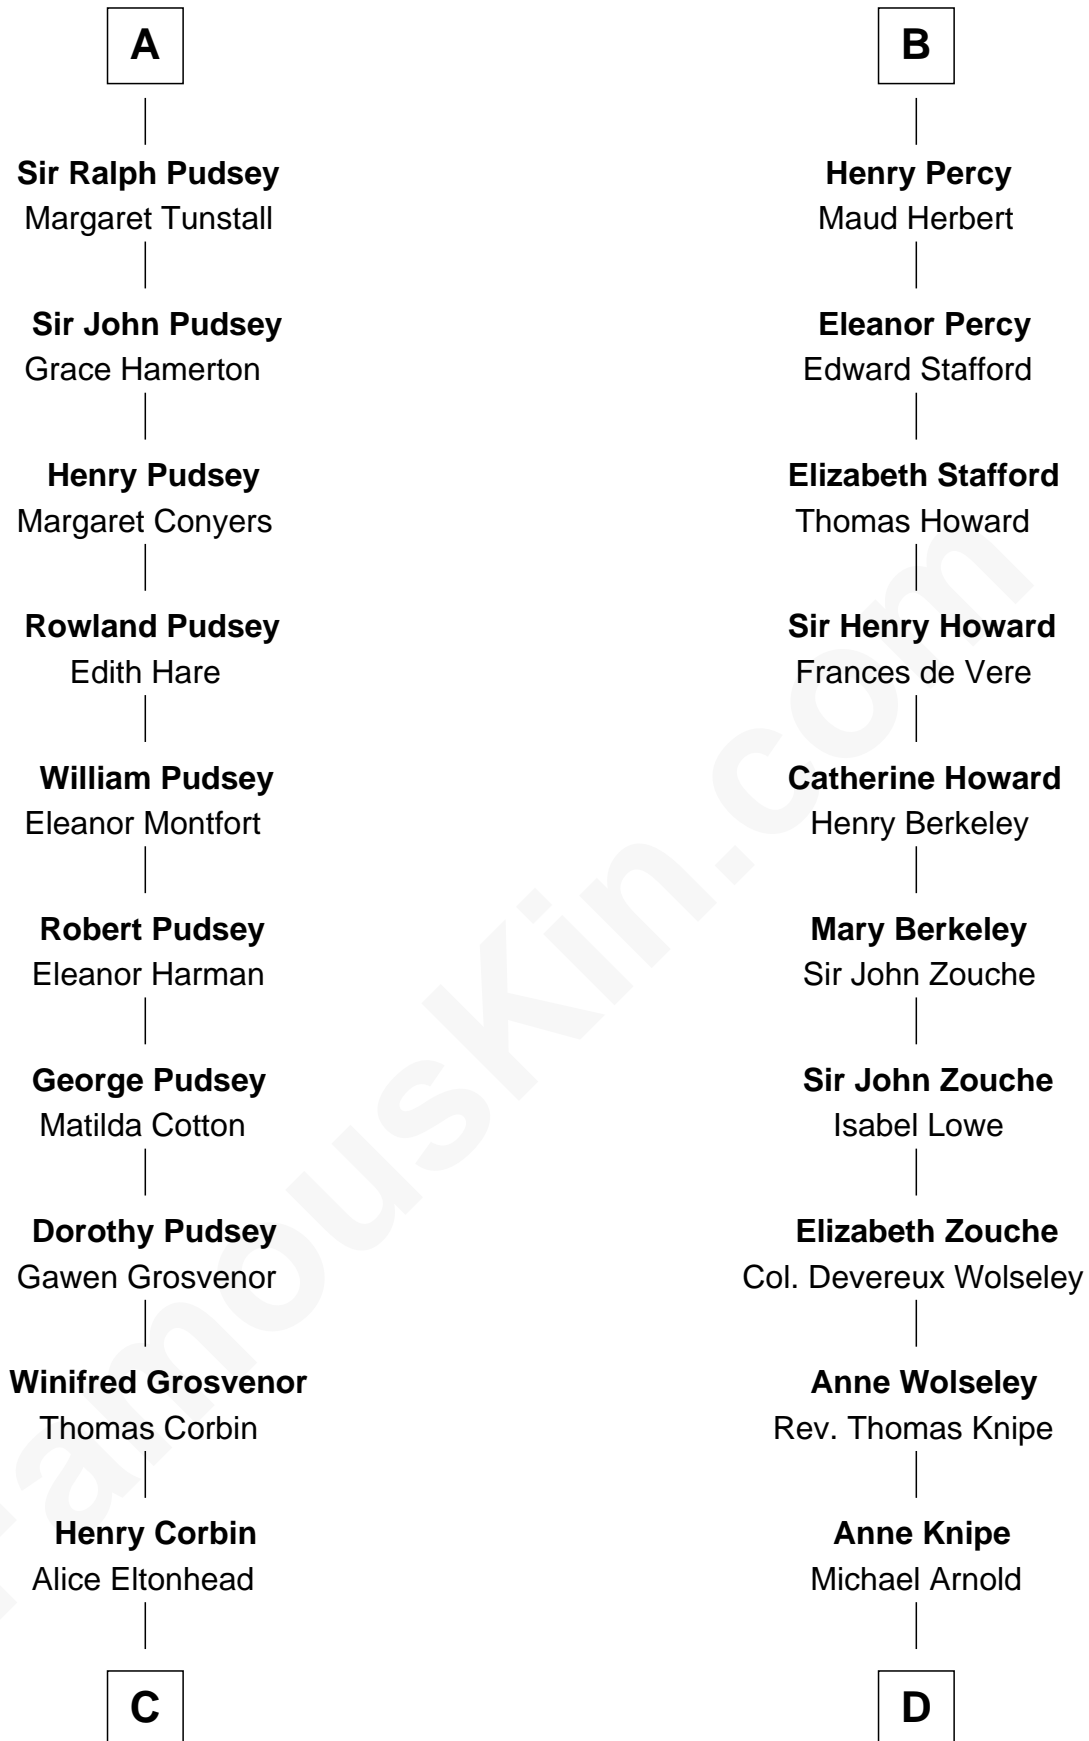 A
Sir Ralph Pudsey
Margaret Tunstall
Sir John Pudsey
Grace Hamerton
Henry Pudsey
Margaret Conyers
Rowland Pudsey
Edith Hare
William Pudsey
Eleanor Montfort
Robert Pudsey
Eleanor Harman
George Pudsey
Matilda Cotton
Dorothy Pudsey
Gawen Grosvenor
Winifred Grosvenor
Thomas Corbin
Henry Corbin
Alice Eltonhead
C
B
Henry Percy
Maud Herbert
Eleanor Percy
Edward Stafford
Elizabeth Stafford
Thomas Howard
Sir Henry Howard
Frances de Vere
Catherine Howard
Henry Berkeley
Mary Berkeley
Sir John Zouche
Sir John Zouche
Isabel Lowe
Elizabeth Zouche
Col. Devereux Wolseley
Anne Wolseley
Rev. Thomas Knipe
Anne Knipe
Michael Arnold
D
FamousKin.com